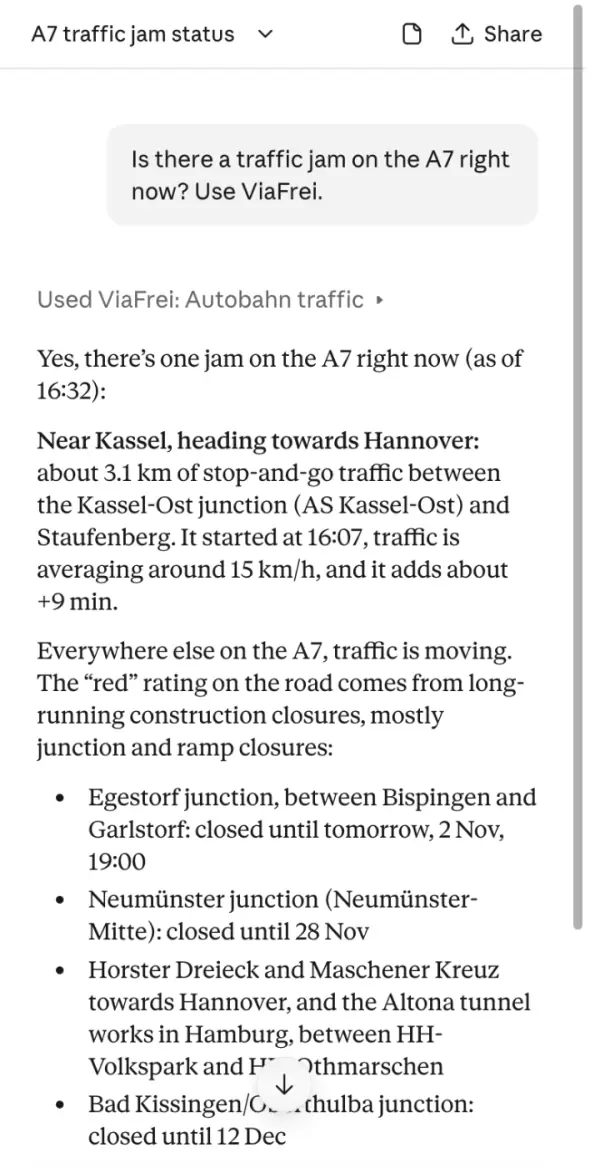 A7 traffic jam status
Share
Is there a traffic jam on the A7 right
now? Use ViaFrei.
Used ViaFrei: Autobahn traffic
Yes, there’s one jam on the A7 right now (as of
16:32):
Near Kassel, heading towards Hannover:
about 3.1 km of stop-and-go traffic between
the Kassel-Ost junction (AS Kassel-Ost) and
Staufenberg. It started at 16:07, traffic is
averaging around 15 km/h, and it adds about
+9 min.
Everywhere else on the A7, traffic is moving.
The “red” rating on the road comes from long-
running construction closures, mostly
junction and ramp closures:
• Egestorf junction, between Bispingen and
Garlstorf: closed until tomorrow, 2 Nov,
19:00
• Neumünster junction (Neumünster-
Mitte): closed until 28 Nov
• Horster Dreieck and Maschener Kreuz
towards Hannover, and the Altona tunnel
works in Hamburg, between HH-
Volkspark and
• Bad Kissingen/ junction:
closed until 12 Dec